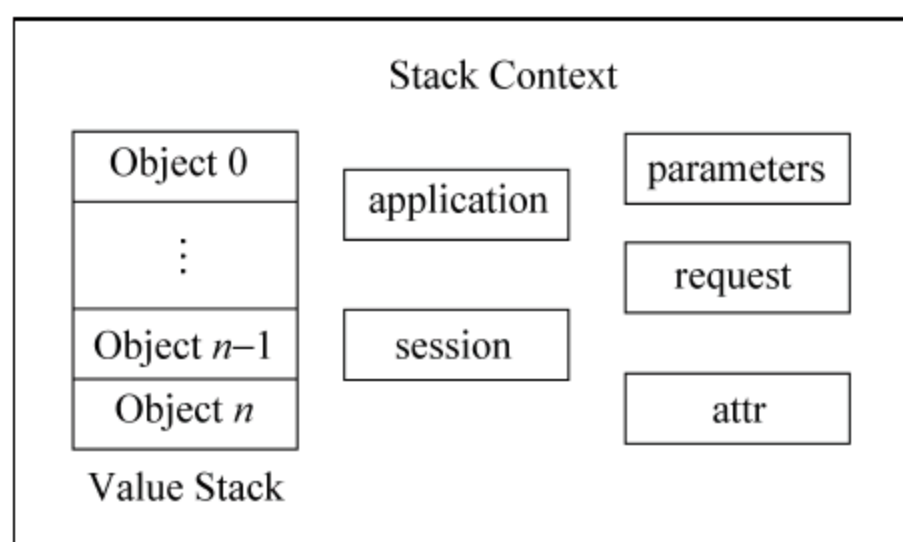 Stack Context
Object 0
⋮
Object n−1
Object n
Value Stack
application
session
parameters
request
attr